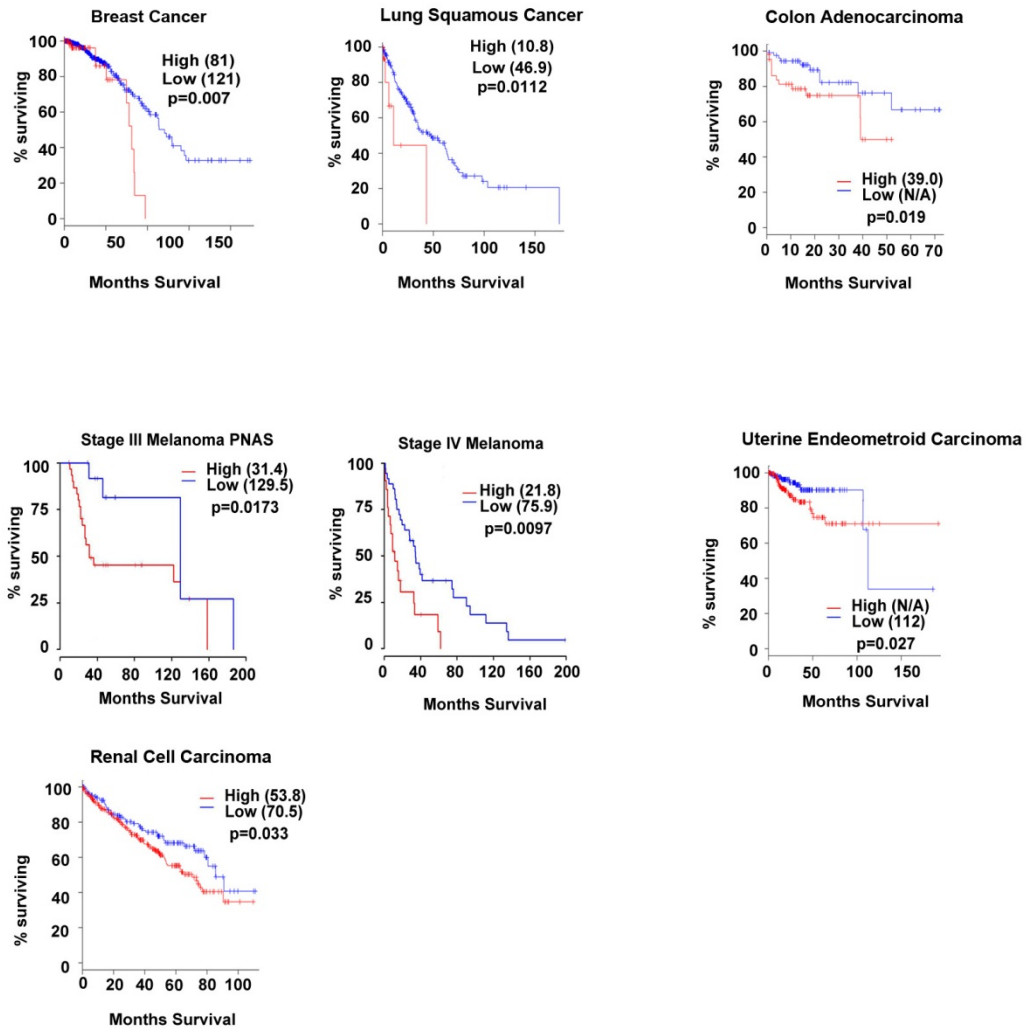 Breast Cancer
100
80
60
40
20
0
% surviving
High (81)
Low (121)
p=0.007
0 50 100 150
Months Survival
Lung Squamous Cancer
100
80
60
40
20
0
% surviving
High (10.8)
Low (46.9)
p=0.0112
0 50 100 150
Months Survival
Colon Adenocarcinoma
100
80
60
40
20
0
% surviving
High (39.0)
Low (N/A)
p=0.019
0 10 20 30 40 50 60 70
Months Survival
Stage III Melanoma PNAS
100
75
50
25
0
% surviving
High (31.4)
Low (129.5)
p=0.0173
0 40 80 120 160 200
Months Survival
Stage IV Melanoma
100
75
50
25
0
% surviving
High (21.8)
Low (75.9)
p=0.0097
0 40 80 120 160 200
Months Survival
Uterine Endeometroid Carcinoma
100
80
60
40
20
0
% surviving
High (N/A)
Low (112)
p=0.027
0 50 100 150
Months Survival
Renal Cell Carcinoma
100
80
60
40
20
0
% surviving
High (53.8)
Low (70.5)
p=0.033
0 20 40 60 80 100
Months Survival